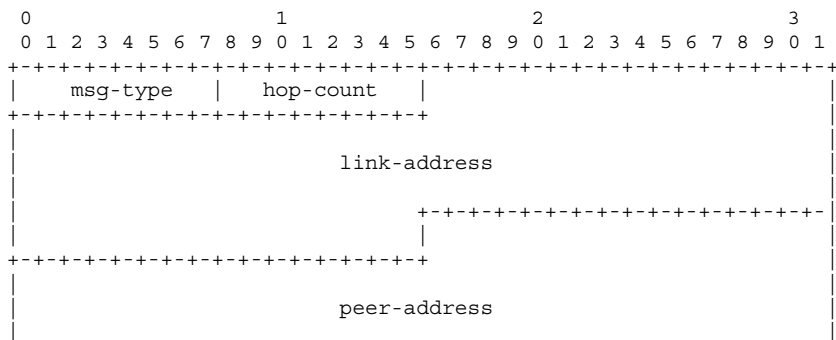 0                   1                   2                   3
0 1 2 3 4 5 6 7 8 9 0 1 2 3 4 5 6 7 8 9 0 1 2 3 4 5 6 7 8 9 0 1
msg-type | hop-count
link-address
peer-address